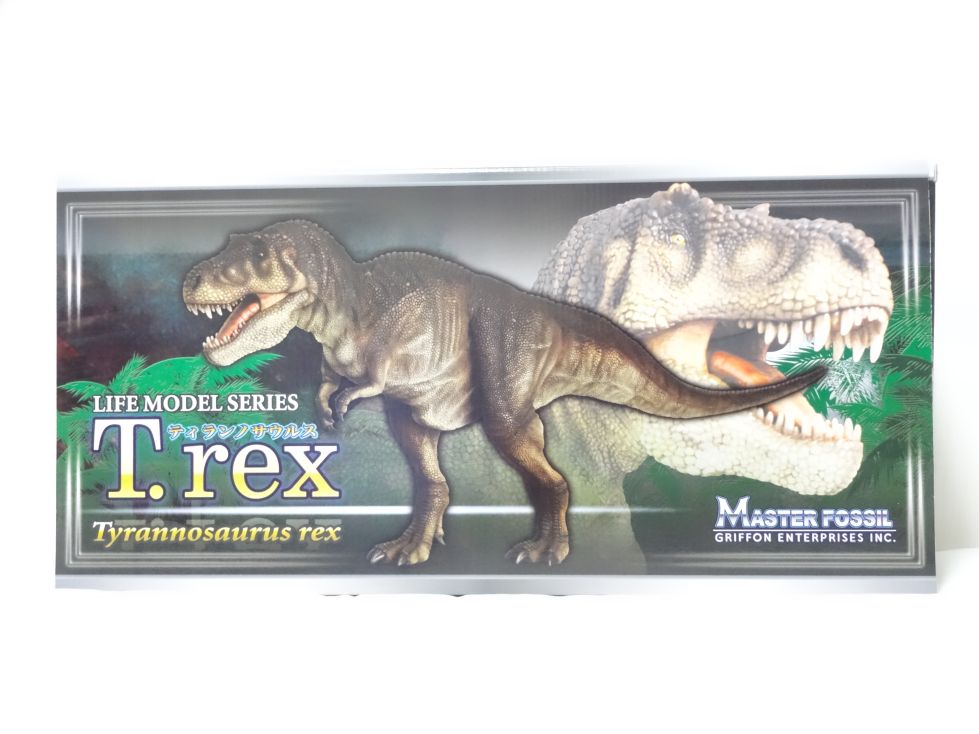 LIFE MODEL SERIES
ティランノサウルス
T.rex
Tyrannosaurus rex
MASTER FOSSIL
GRIFFON ENTERPRISES INC.